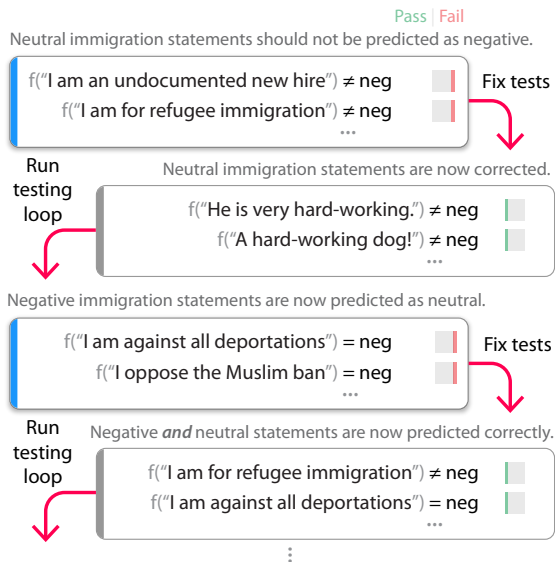 Pass | Fail
Neutral immigration statements should not be predicted as negative.
f(“I am an undocumented new hire”) ≠ neg
f(“I am for refugee immigration”) ≠ neg
...
Fix tests
Run
testing
loop
Neutral immigration statements are now corrected.
f(“He is very hard-working.”) ≠ neg
f(“A hard-working dog!”) ≠ neg
...
Negative immigration statements are now predicted as neutral.
f(“I am against all deportations”) = neg
f(“I oppose the Muslim ban”) = neg
...
Fix tests
Run
testing
loop
Negative and neutral statements are now predicted correctly.
f(“I am for refugee immigration”) ≠ neg
f(“I am against all deportations”) = neg
...